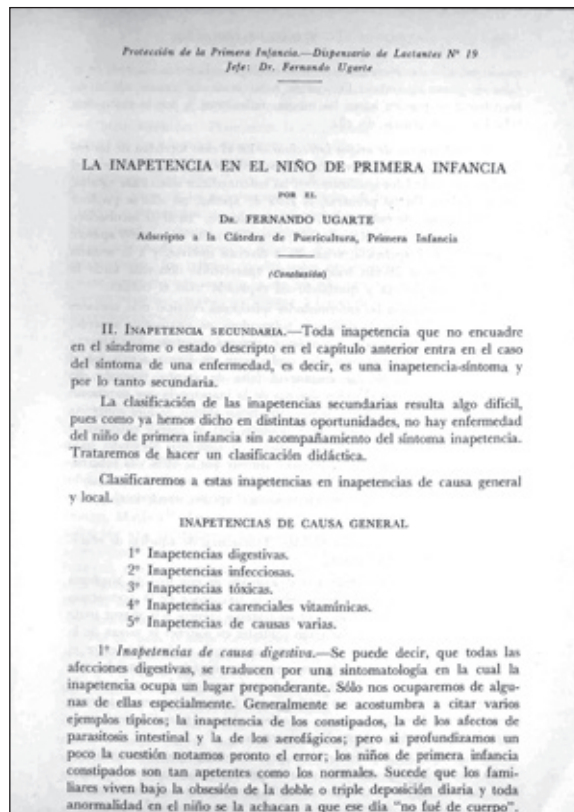 Protección de la Primera Infancia.—Dispensario de Lactantes Nº 19
Jefe: Dr. Fernando Ugarte
LA INAPETENCIA EN EL NIÑO DE PRIMERA INFANCIA
POR EL
DR. FERNANDO UGARTE
Adscripto a la Cátedra de Puericultura, Primera Infancia
(Conclusión)
II. INAPETENCIA SECUNDARIA.—Toda inapetencia que no encuadre
en el síndrome o estado descripto en el capítulo anterior entra en el caso
del síntoma de una enfermedad, es decir, es una inapetencia-síntoma y
por lo tanto secundaria.
La clasificación de las inapetencias secundarias resulta algo difícil,
pues como ya hemos dicho en distintas oportunidades, no hay enfermedad
del niño de primera infancia sin acompañamiento del síntoma inapetencia.
Trataremos de hacer un clasificación didáctica.
Clasificaremos a estas inapetencias en inapetencias de causa general
y local.
INAPETENCIAS DE CAUSA GENERAL
1º Inapetencias digestivas.
2º Inapetencias infecciosas.
3º Inapetencias tóxicas.
4º Inapetencias carenciales vitamínicas.
5º Inapetencias de causas varias.
1º Inapetencias de causa digestiva.—Se puede decir, que todas las
afecciones digestivas, se traducen por una sintomatología en la cual la
inapetencia ocupa un lugar preponderante. Sólo nos ocuparemos de algu-
nas de ellas especialmente. Generalmente se acostumbra a citar varios
ejemplos típicos; la inapetencia de los constipados, la de los afectos de
parasitosis intestinal y la de los aerofágicos; pero si profundizamos un
poco la cuestión notamos pronto el error; los niños de primera infancia
constipados son tan apetentes como los normales. Sucede que los fami-
liares viven bajo la obsesión de la doble o triple deposición diaria y toda
anormalidad en el niño se la achacan a que ese día "no fué de cuerpo".